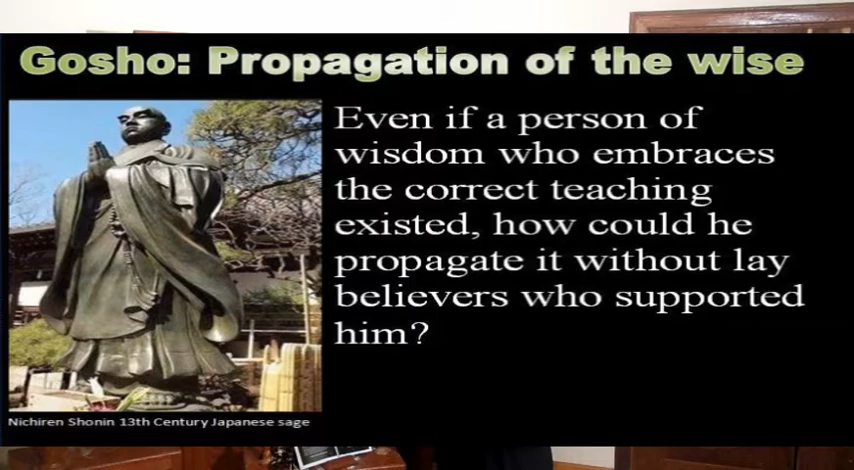 Gosho: Propagation of the wise
Even if a person of
wisdom who embraces
the correct teaching
existed, how could he
propagate it without lay
believers who supported
him?
Nichiren Shonin 13th Century Japanese sage